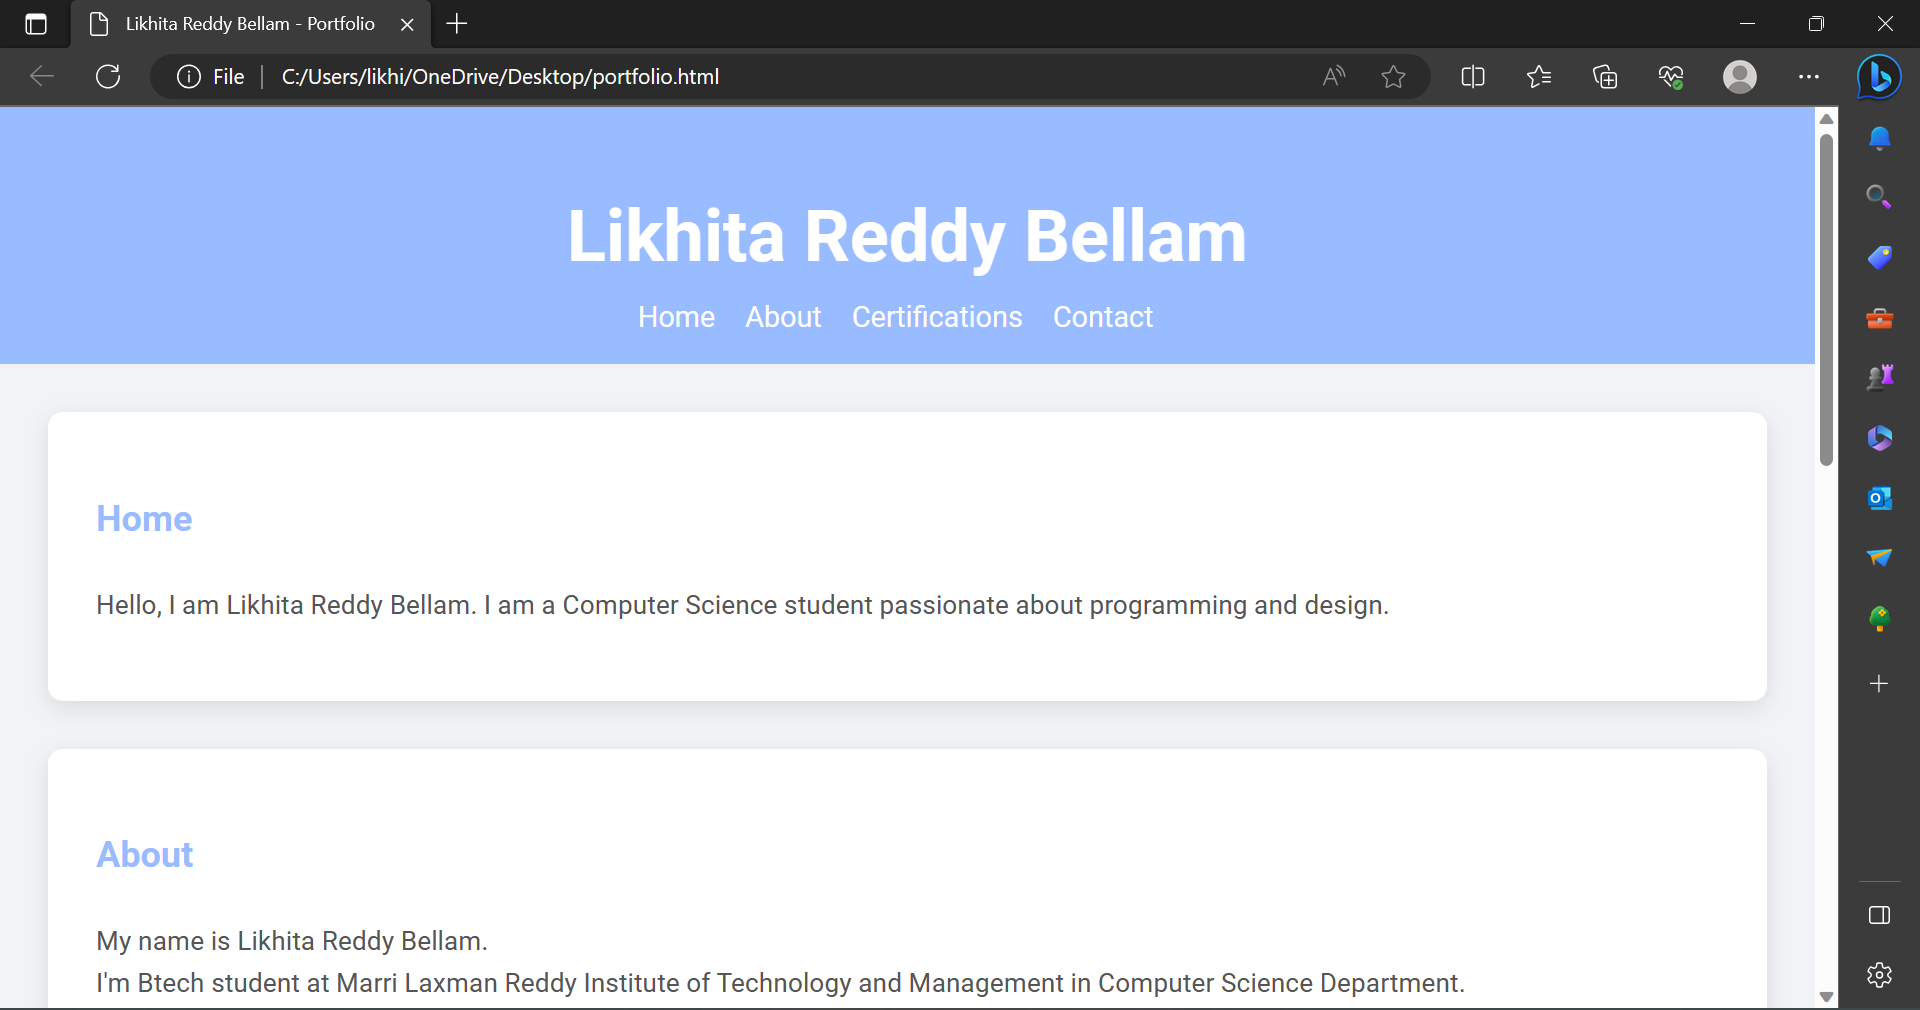 Likhita Reddy Bellam - Portfolio
File C:/Users/likhi/OneDrive/Desktop/portfolio.html
Likhita Reddy Bellam
Home About Certifications Contact
Home
Hello, I am Likhita Reddy Bellam. I am a Computer Science student passionate about programming and design.
About
My name is Likhita Reddy Bellam.
I'm Btech student at Marri Laxman Reddy Institute of Technology and Management in Computer Science Department.